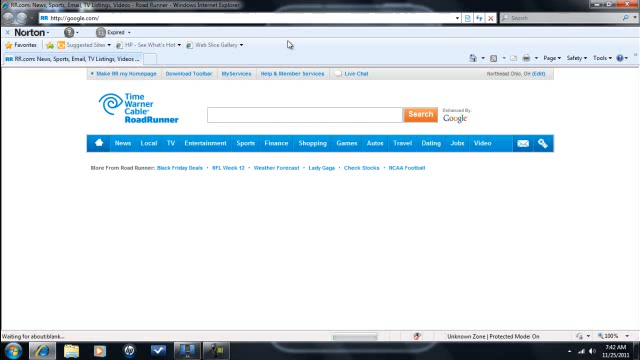 RR.com: News, Sports, Email, TV Listings, Videos - Road Runner - Windows Internet Explorer
RR http://google.com/ Search
x Norton Expired
Favorites Suggested Sites HP - See What's Hot Web Slice Gallery
RR RR.com: News, Sports, Email, TV Listings, Videos ... Page Safety Tools
Make RR my Homepage Download Toolbar MyServices Help & Member Services Live Chat Northeast Ohio, OH (Edit)
Time Warner Cable
RoadRunner
Search
Enhanced By
Google
News Local TV Entertainment Sports Finance Shopping Games Autos Travel Dating Jobs Video
More From Road Runner: Black Friday Deals • NFL Week 12 • Weather Forecast • Lady Gaga • Check Stocks • NCAA Football
Waiting for about:blank... Unknown Zone | Protected Mode: On 100%
7:42 AM
11/25/2011